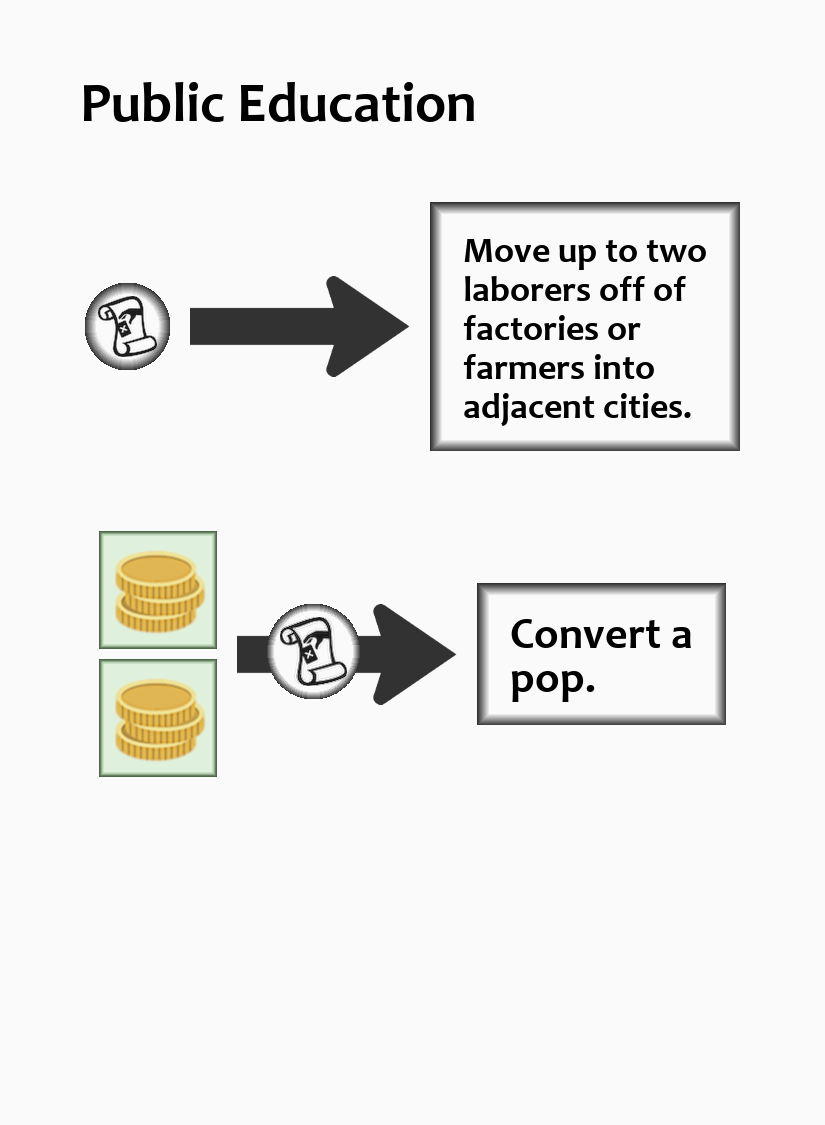 Public Education
Move up to two
laborers off of
factories or
farmers into
adjacent cities.
Convert a
pop.